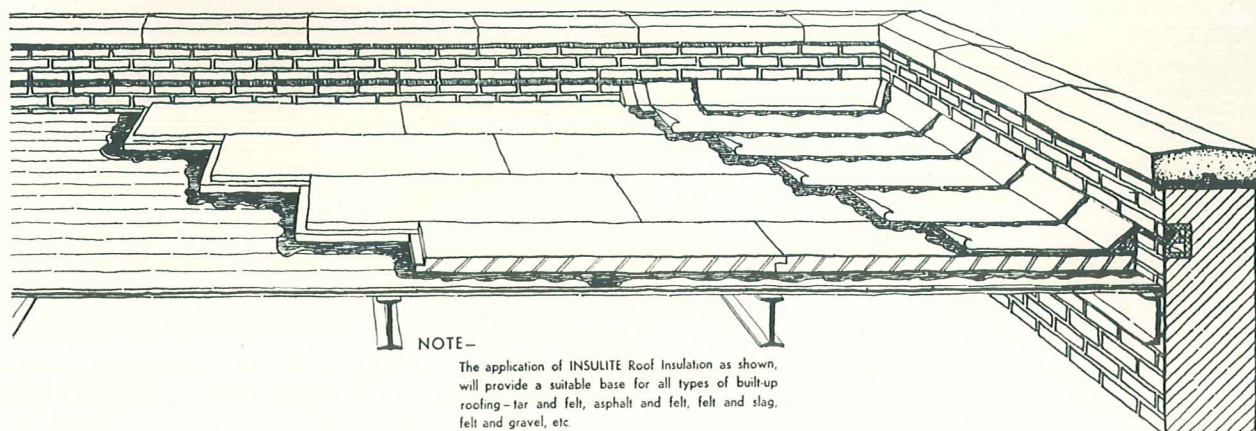 NOTE–
The application of INSULITE Roof Insulation as shown,
will provide a suitable base for all types of built-up
roofing – tar and felt, asphalt and felt, felt and slag,
felt and gravel, etc.